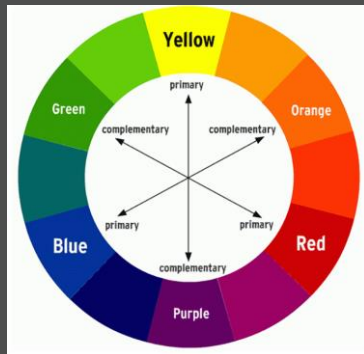 Yellow
primary
Green
Orange
complementary
complementary
primary
primary
Blue
Red
complementary
Purple